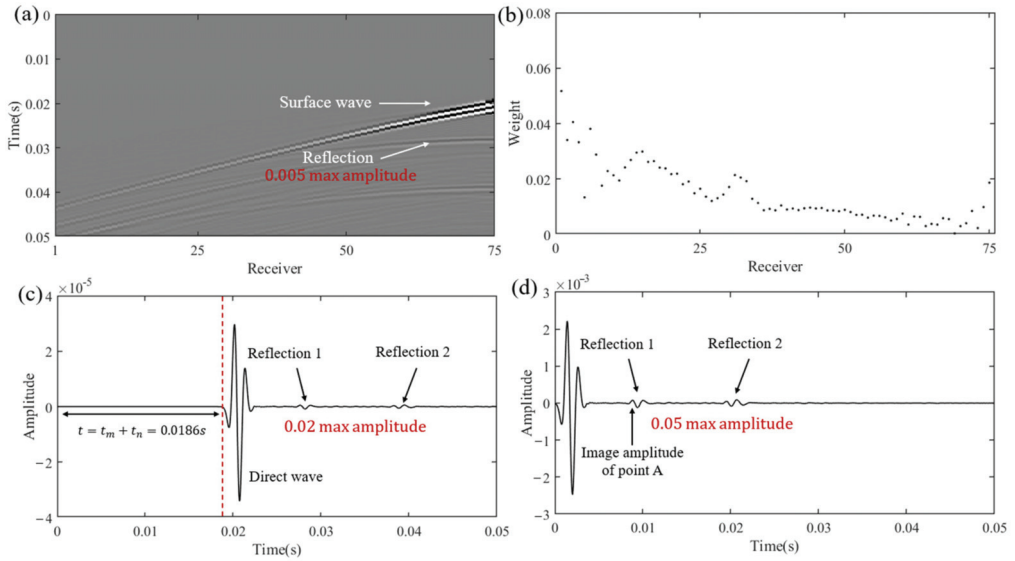 (a)
0
0.01
0.02
0.03
0.04
0.05
Time(s)
Surface wave
Reflection
0.005 max amplitude
1
25
50
75
Receiver
(b)
0.08
0.06
0.04
0.02
0
Weight
0
25
50
75
Receiver
(c)
×10⁻⁵
4
2
0
−2
−4
Amplitude
Reflection 1
Reflection 2
t = tₘ + tₙ = 0.0186s
0.02 max amplitude
Direct wave
0
0.01
0.02
0.03
0.04
0.05
Time(s)
(d)
×10⁻³
3
2
1
0
−1
−2
−3
Amplitude
Reflection 1
Reflection 2
0.05 max amplitude
Image amplitude
of point A
0
0.01
0.02
0.03
0.04
0.05
Time(s)